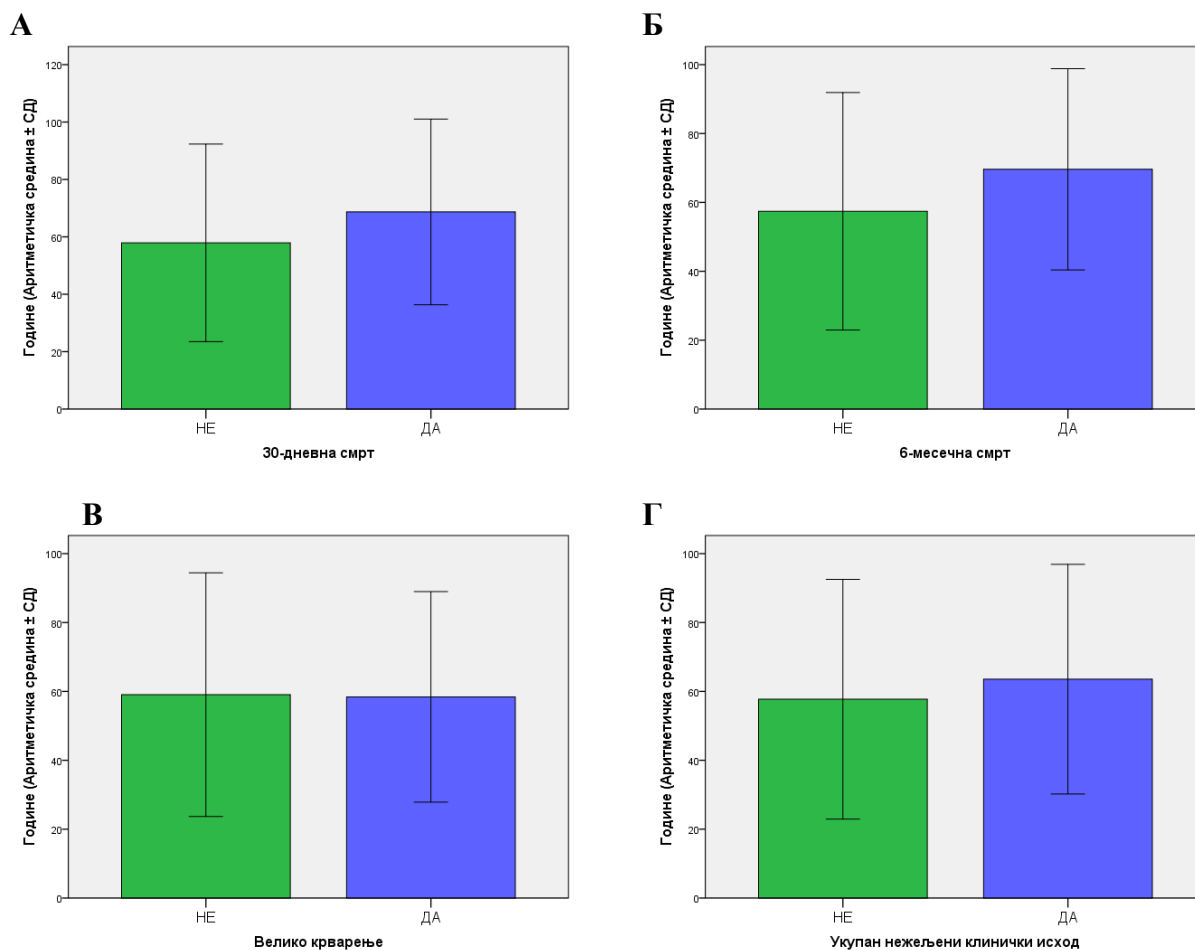 А
Године (Аритметичка средина ± СД)
120
100
80
60
40
20
0
НЕ
ДА
30-дневна смрт
Б
Године (Аритметичка средина ± СД)
100
80
60
40
20
0
НЕ
ДА
6-месечна смрт
В
Године (Аритметичка средина ± СД)
100
80
60
40
20
0
НЕ
ДА
Велико крварење
Г
Године (Аритметичка средина ± СД)
100
80
60
40
20
0
НЕ
ДА
Укупан нежељени клинички исход